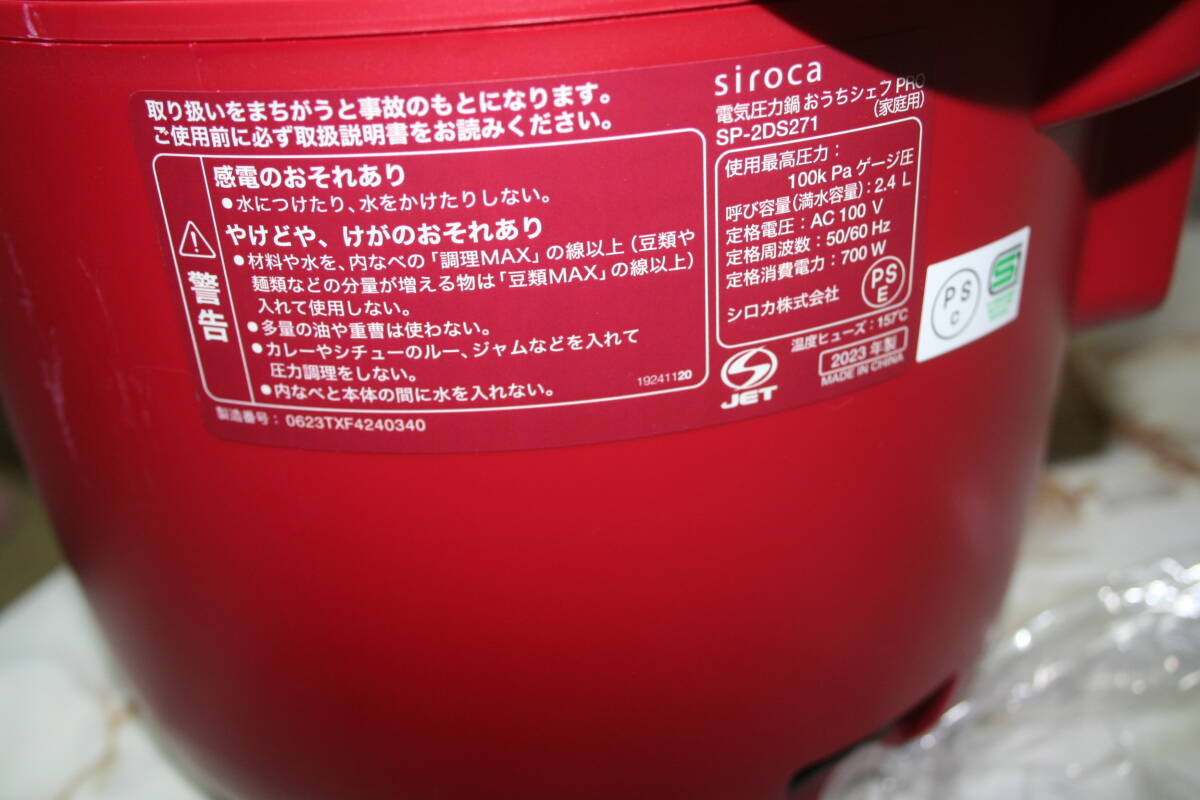 取り扱いをまちがうと事故のもとになります。
ご使用前に必ず取扱説明書をお読みください。
警告
感電のおそれあり
●水につけたり、水をかけたりしない。
やけどや、けがのおそれあり
●材料や水を、内なべの「調理MAX」の線以上（豆類や
麺類などの分量が増える物は「豆類MAX」の線以上）
入れて使用しない。
●多量の油や重曹は使わない。
●カレーやシチューのルー、ジャムなどを入れて
圧力調理をしない。
●内なべと本体の間に水を入れない。
19241120
製造番号：0623TXF4240340
siroca
電気圧力鍋 おうちシェフ PRO
SP-2DS271
（家庭用）
使用最高圧力：
100k Pa ゲージ圧
呼び容量（満水容量）：2.4 L
定格電圧：AC 100 V
定格周波数：50/60 Hz
定格消費電力：700 W
シロカ株式会社
PS
E
JET
温度ヒューズ：157℃
2023 年製
MADE IN CHINA
PS
C